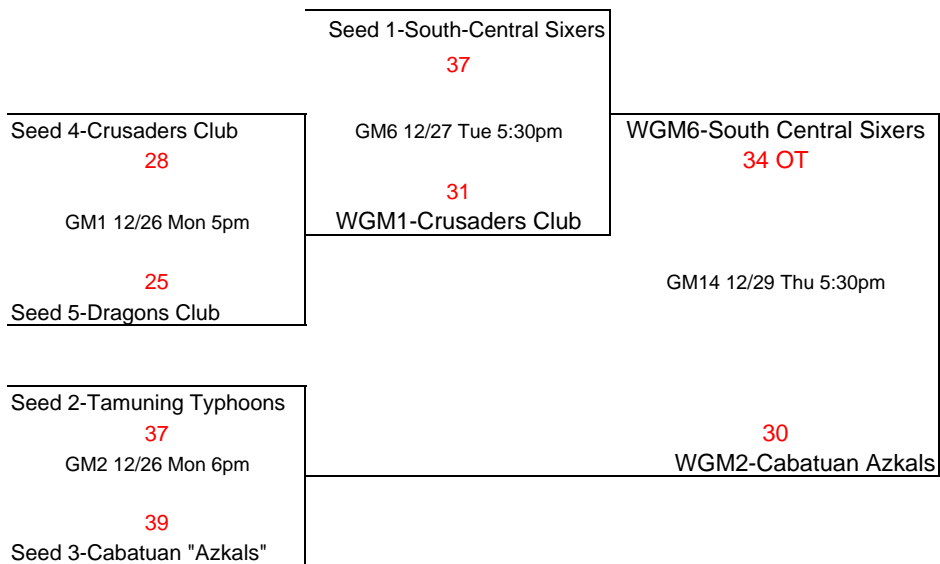 Seed 1-South-Central Sixers
37
Seed 4-Crusaders Club
GM6 12/27 Tue 5:30pm
WGM6-South Central Sixers
28
34 OT
31
GM1 12/26 Mon 5pm
WGM1-Crusaders Club
25
GM14 12/29 Thu 5:30pm
Seed 5-Dragons Club
Seed 2-Tamuning Typhoons
37
30
GM2 12/26 Mon 6pm
WGM2-Cabatuan Azkals
39
Seed 3-Cabatuan "Azkals"